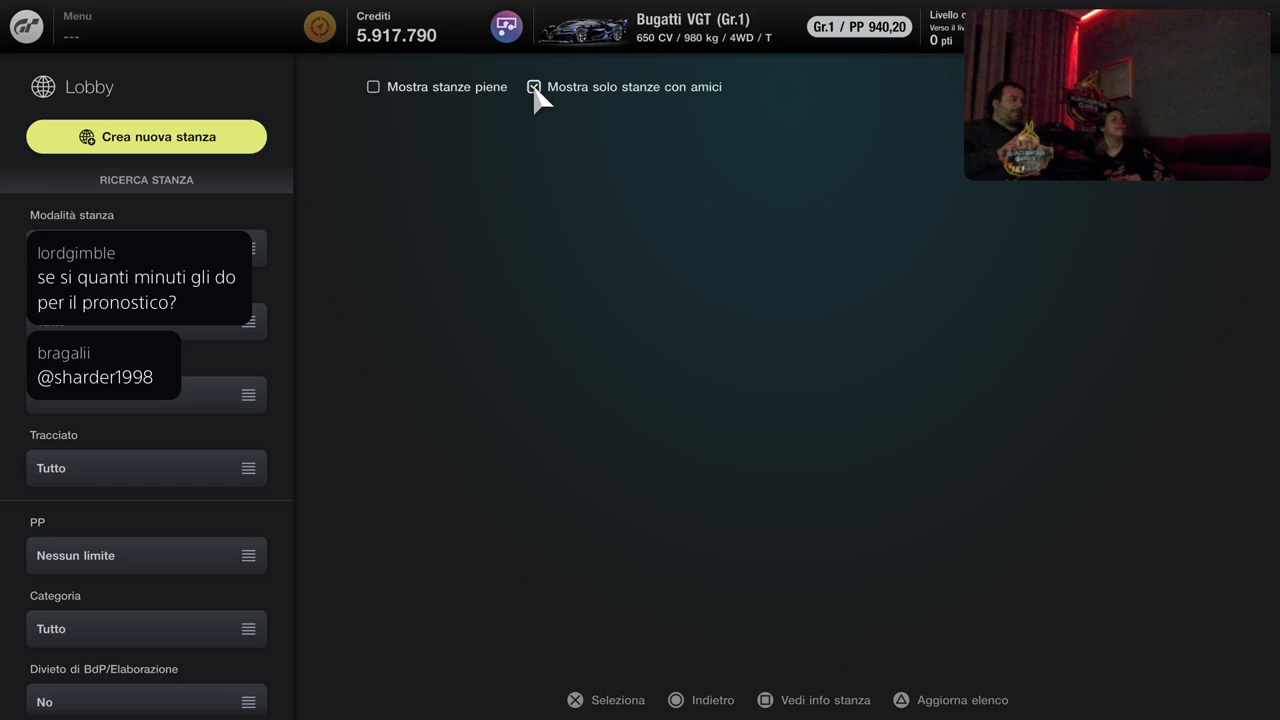 Menu
---
Crediti
5.917.790
Bugatti VGT (Gr.1)
650 CV / 980 kg / 4WD / T
Gr.1 / PP 940,20
Livello
Verso il
0 pti
Lobby
Mostra stanze piene
Mostra solo stanze con amici
Crea nuova stanza
RICERCA STANZA
Modalità stanza
lordgimble
se si quanti minuti gli do
per il pronostico?
bragalii
@sharder1998
Tracciato
Tutto
PP
Nessun limite
Categoria
Tutto
Divieto di BdP/Elaborazione
No
Seleziona
Indietro
Vedi info stanza
Aggiorna elenco